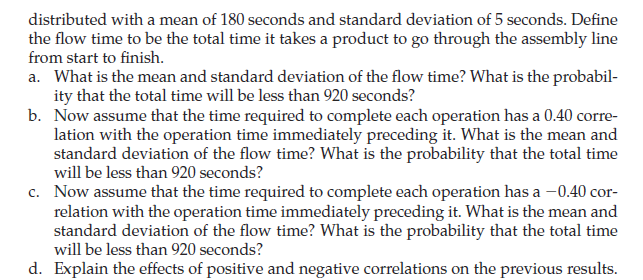 distributed with a mean of 180 seconds and standard deviation of 5 seconds. Define
the flow time to be the total time it takes a product to go through the assembly line
from start to finish.
a. What is the mean and standard deviation of the flow time? What is the probabil-
ity that the total time will be less than 920 seconds?
b. Now assume that the time required to complete each operation has a 0.40 corre-
lation with the operation time immediately preceding it. What is the mean and
standard deviation of the flow time? What is the probability that the total time
will be less than 920 seconds?
c. Now assume that the time required to complete each operation has a −0.40 cor-
relation with the operation time immediately preceding it. What is the mean and
standard deviation of the flow time? What is the probability that the total time
will be less than 920 seconds?
d. Explain the effects of positive and negative correlations on the previous results.